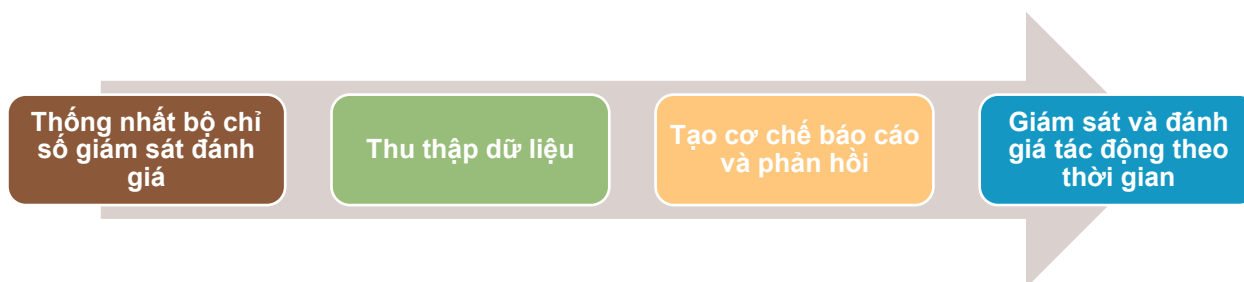 Thống nhất bộ chỉ
số giám sát đánh
giá
Thu thập dữ liệu
Tạo cơ chế báo cáo
và phản hồi
Giám sát và đánh
giá tác động theo
thời gian